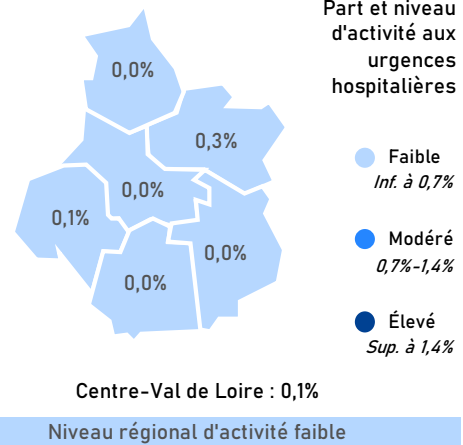 Part et niveau
d'activité aux
urgences
hospitalières
0,0%
0,3%
0,0%
0,1%
0,0%
0,0%
Faible
Inf. à 0,7%
Modéré
0,7%-1,4%
Élevé
Sup. à 1,4%
Centre-Val de Loire : 0,1%
Niveau régional d'activité faible